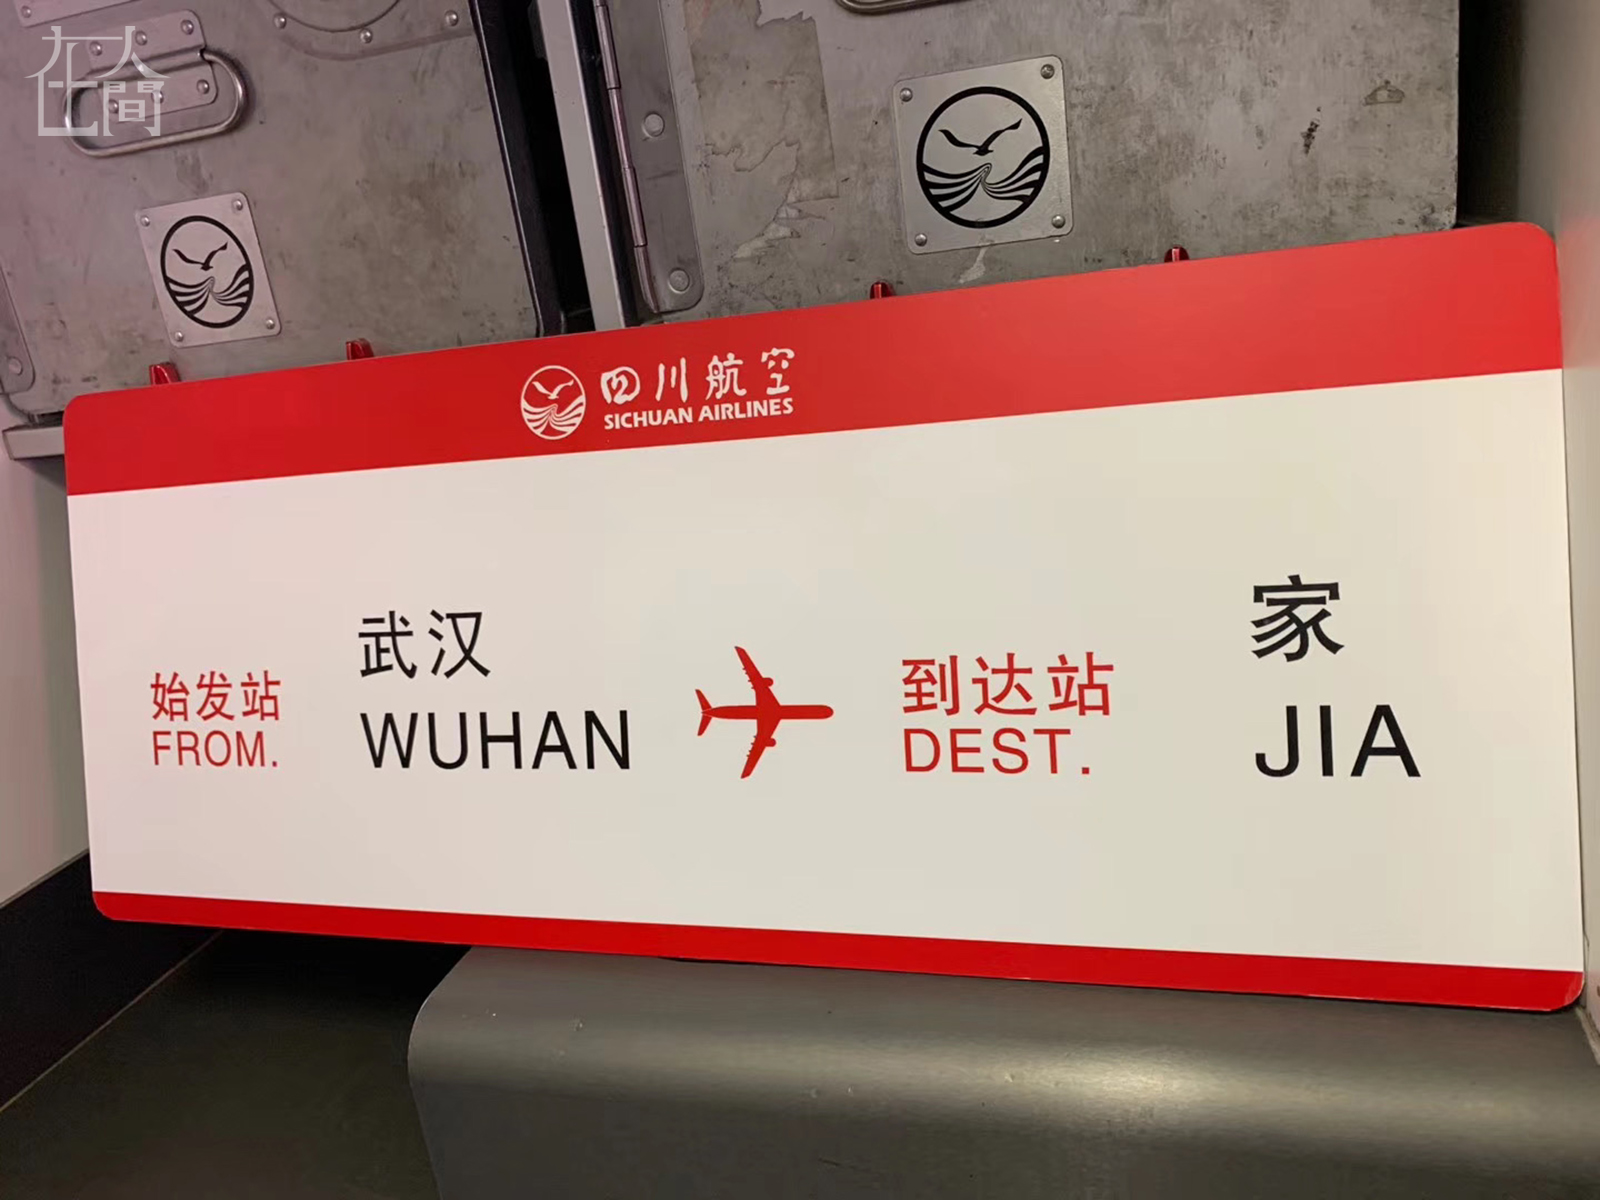 在人間
四川航空
SICHUAN AIRLINES
始发站
FROM.
武汉
WUHAN
到达站
DEST.
家
JIA